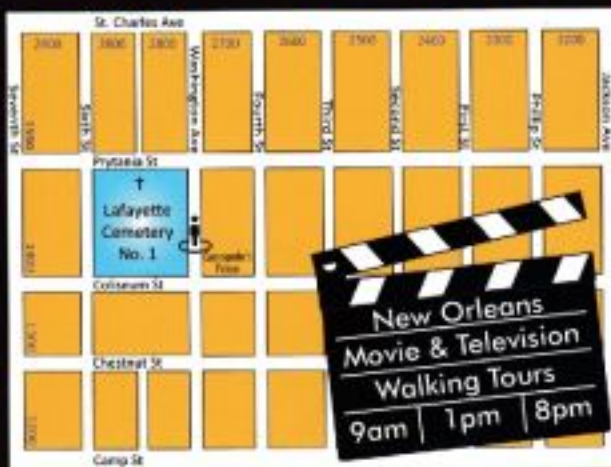 St. Charles Ave
2800
2700
2600
2500
2400
2300
2200
Seventh St
Sixth St
Washington Ave
Fourth St
Third St
Second St
First St
Philip St
Jackson Ave
Prytania St
Lafayette
Cemetery
No. 1
Commander's
Palace
Coliseum St
Chestnut St
Camp St
New Orleans
Movie & Television
Walking Tours
9am 1pm 8pm